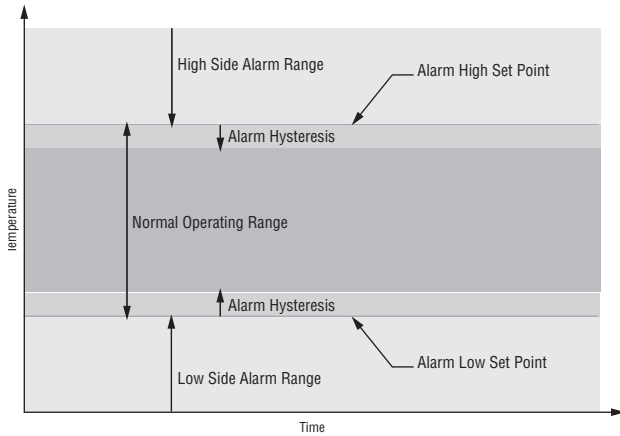 High Side Alarm Range
Alarm High Set Point
Alarm Hysteresis
Temperature
Normal Operating Range
Alarm Hysteresis
Alarm Low Set Point
Low Side Alarm Range
Time